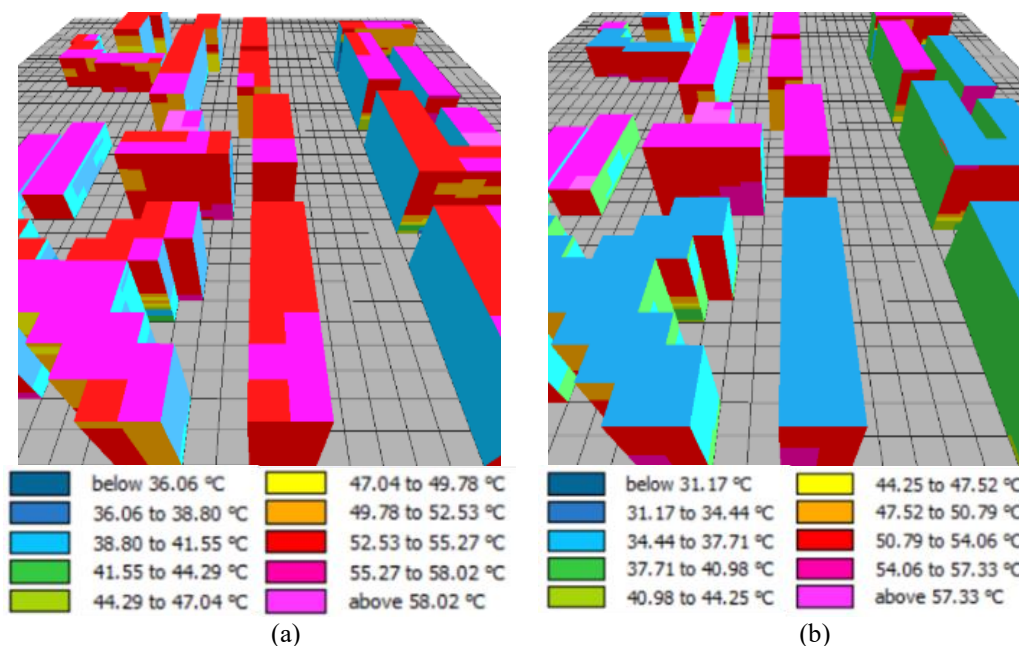 below 36.06 °C
36.06 to 38.80 °C
38.80 to 41.55 °C
41.55 to 44.29 °C
44.29 to 47.04 °C
47.04 to 49.78 °C
49.78 to 52.53 °C
52.53 to 55.27 °C
55.27 to 58.02 °C
above 58.02 °C
(a)
below 31.17 °C
31.17 to 34.44 °C
34.44 to 37.71 °C
37.71 to 40.98 °C
40.98 to 44.25 °C
44.25 to 47.52 °C
47.52 to 50.79 °C
50.79 to 54.06 °C
54.06 to 57.33 °C
above 57.33 °C
(b)